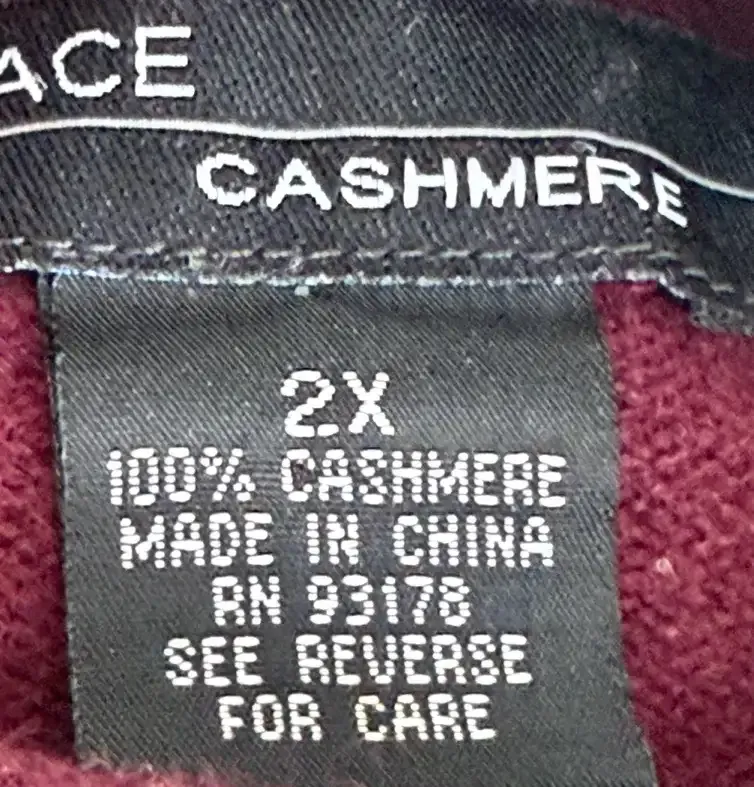 ACE
CASHMERE
2X
100% CASHMERE
MADE IN CHINA
RN 93178
SEE REVERSE
FOR CARE